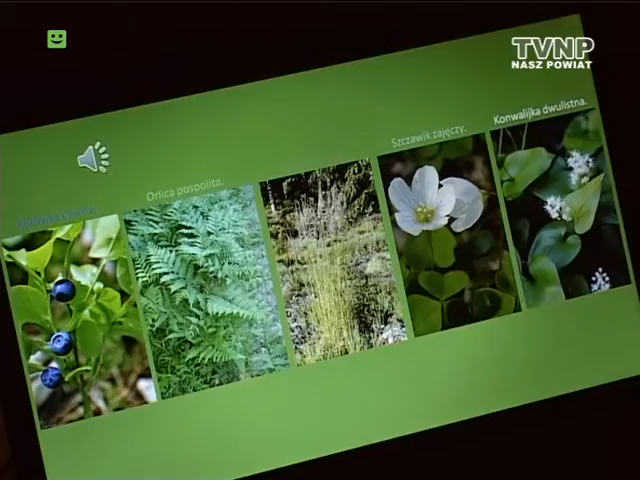 TVNP
NASZ POWIAT
Konwalijka dwulistna.
Szczawik zajęczy.
Orlica pospolita.